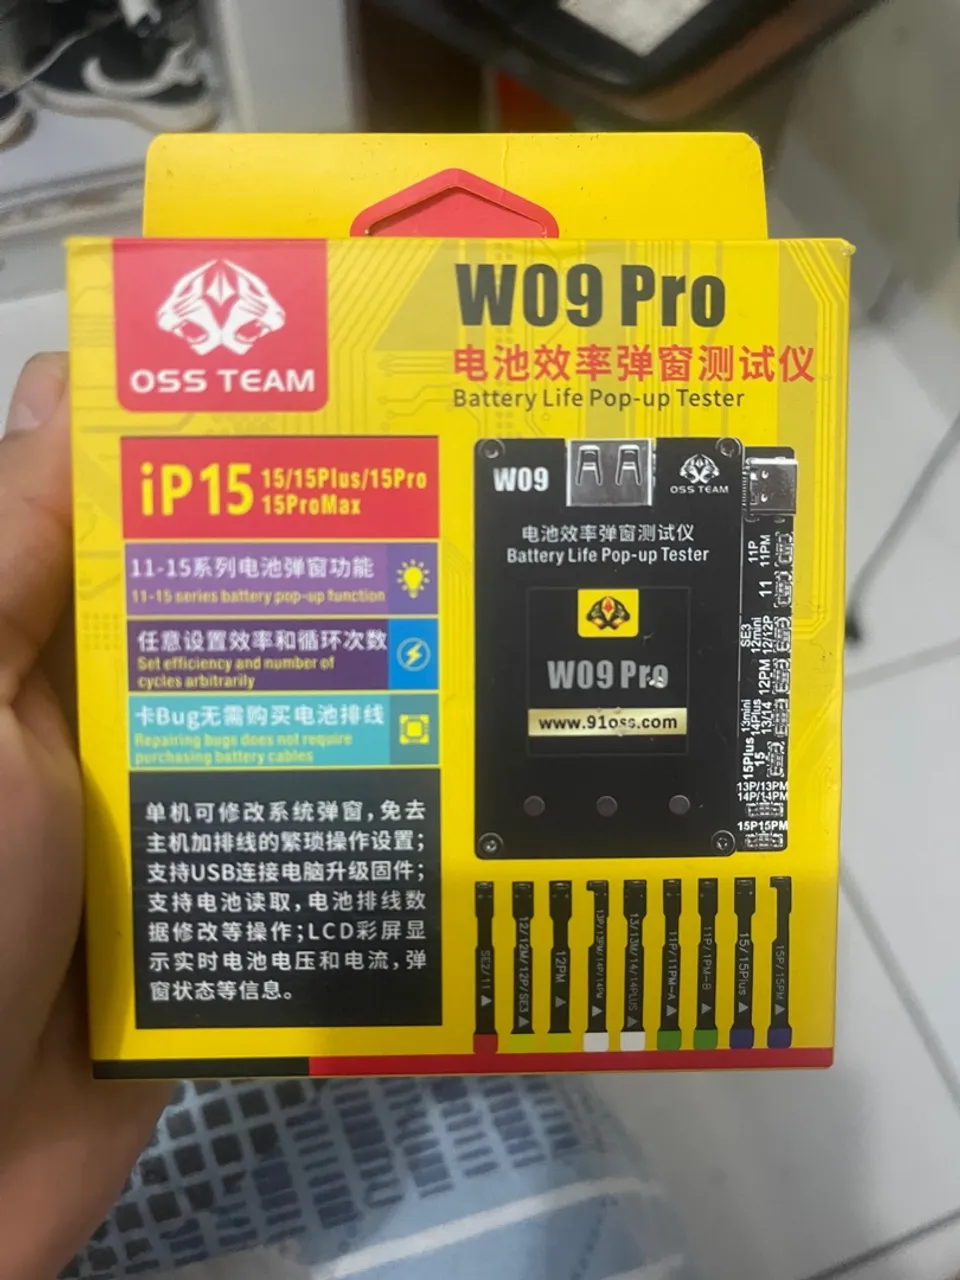 W09 Pro
电池效率弹窗测试仪
Battery Life Pop-up Tester
OSS TEAM
iP15
15/15Plus/15Pro
15ProMax
11-15系列电池弹窗功能
11-15 series battery pop-up function
任意设置效率和循环次数
Set efficiency and number of
cycles arbitrarily
卡Bug无需购买电池排线
Repairing bugs does not require
purchasing battery cables
单机可修改系统弹窗,免去
主机加排线的繁琐操作设置;
支持USB连接电脑升级固件;
支持电池读取,电池排线数
据修改等操作;LCD彩屏显
示实时电池电压和电流,弹
窗状态等信息。
W09
OSS TEAM
电池效率弹窗测试仪
Battery Life Pop-up Tester
W09 Pro
www.91oss.com
11P
11PM
11
SE3
12mini
12/12P
12PM
13mini
14Plus
13/14
15Plus
15
13P/13PM
14P/14PM
15P15PM
SE2/11
12/12M/12P/SE3
12PM
13P/13PM/14P/14PM
13/13M/14/14PLUS
11P/11PM-A
11P/1PM-B
15/15Plus
15P/15PM